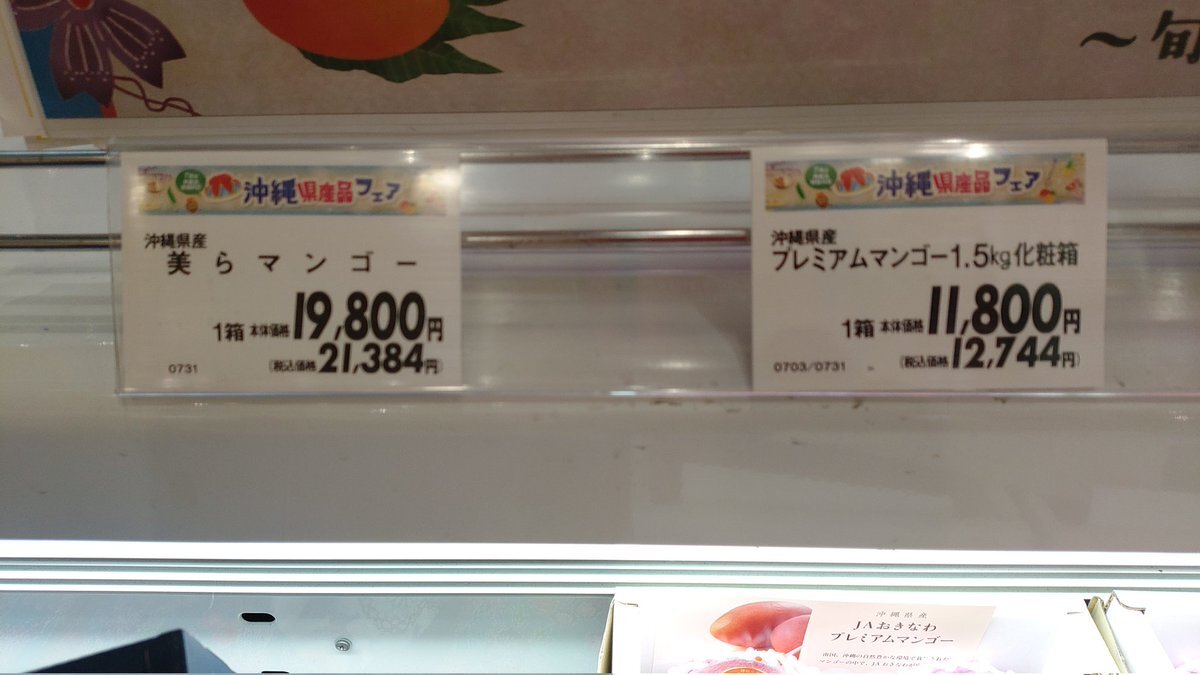 ～旬
沖縄県産品フェア
沖縄県産
美らマンゴー
1箱 本体価格 19,800円
(税込価格 21,384円)
0731
沖縄県産品フェア
沖縄県産
プレミアムマンゴー1.5kg化粧箱
1箱 本体価格 11,800円
(税込価格 12,744円)
0703/0731
沖縄県産
JAおきなわ
プレミアムマンゴー